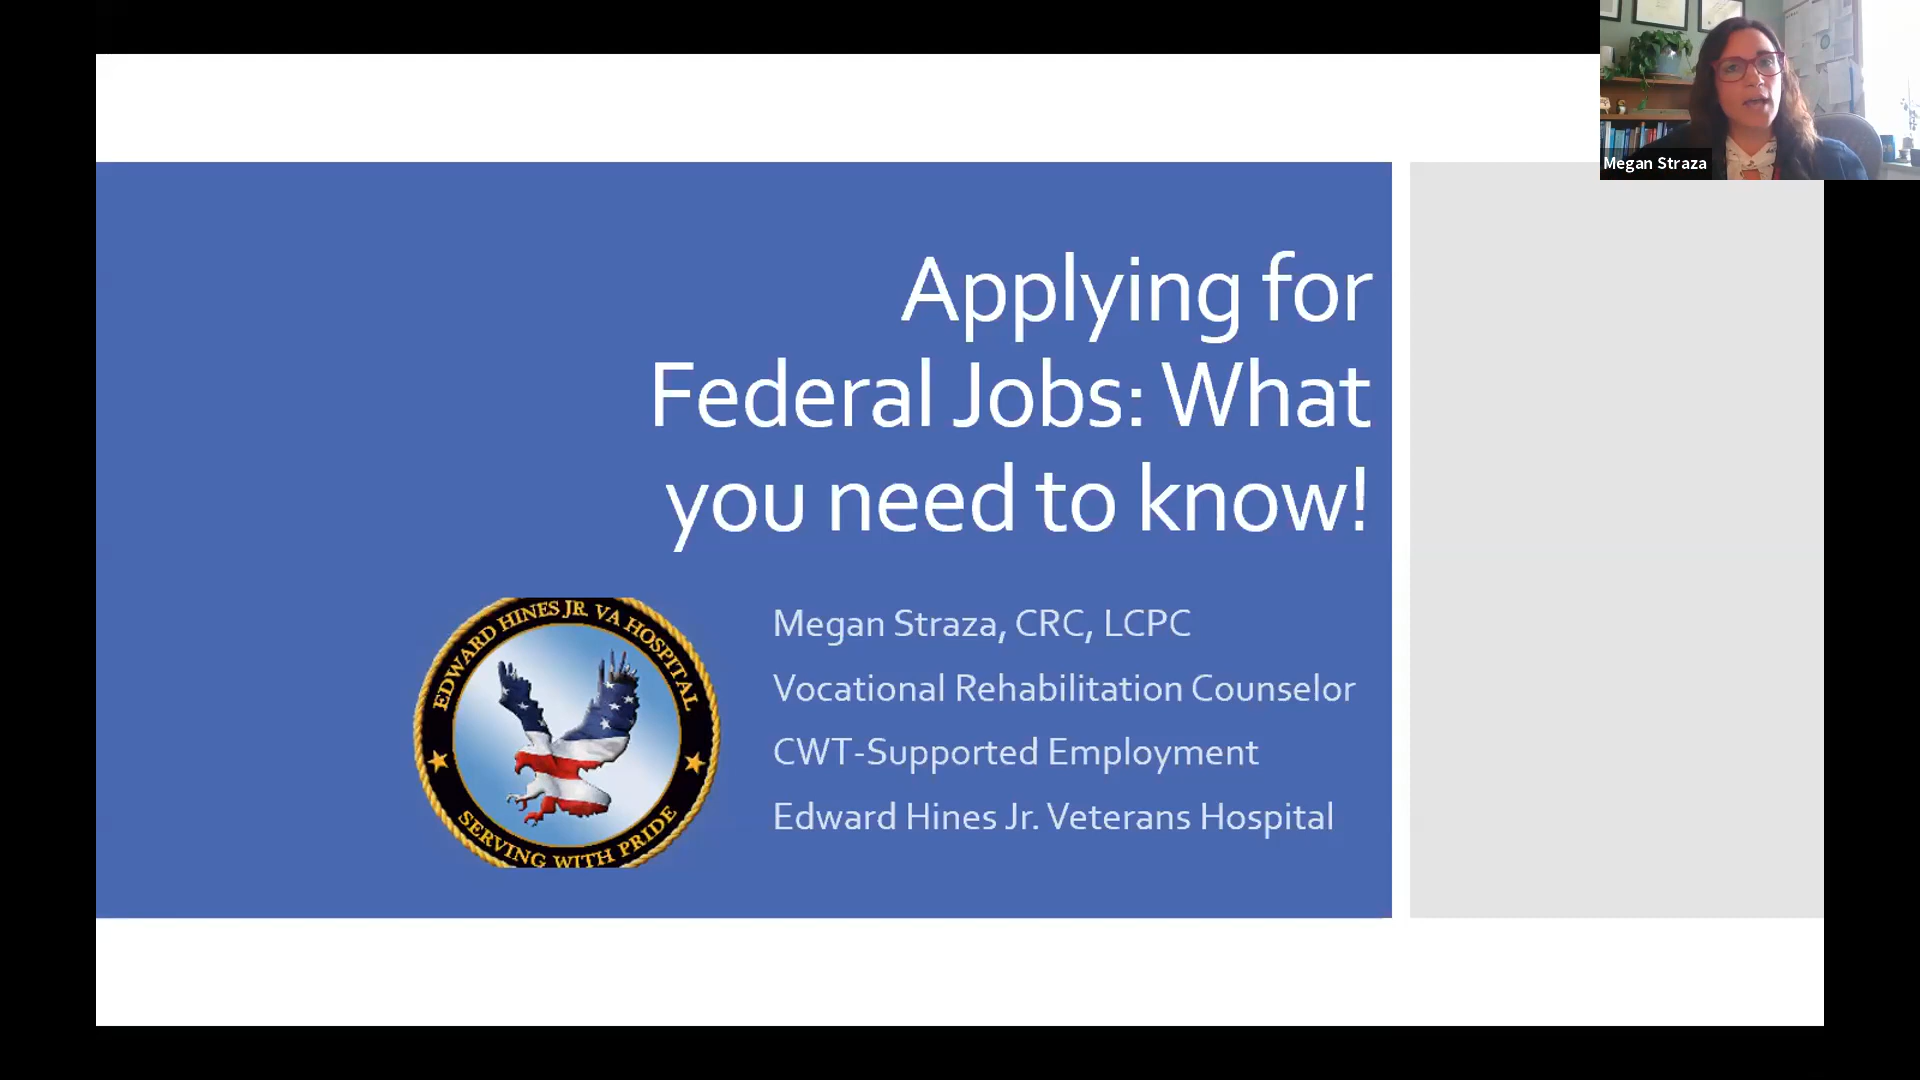 Megan Straza
Applying for
Federal Jobs: What
you need to know!
EDWARD HINES JR. VA HOSPITAL
SERVING WITH PRIDE
Megan Straza, CRC, LCPC
Vocational Rehabilitation Counselor
CWT-Supported Employment
Edward Hines Jr. Veterans Hospital